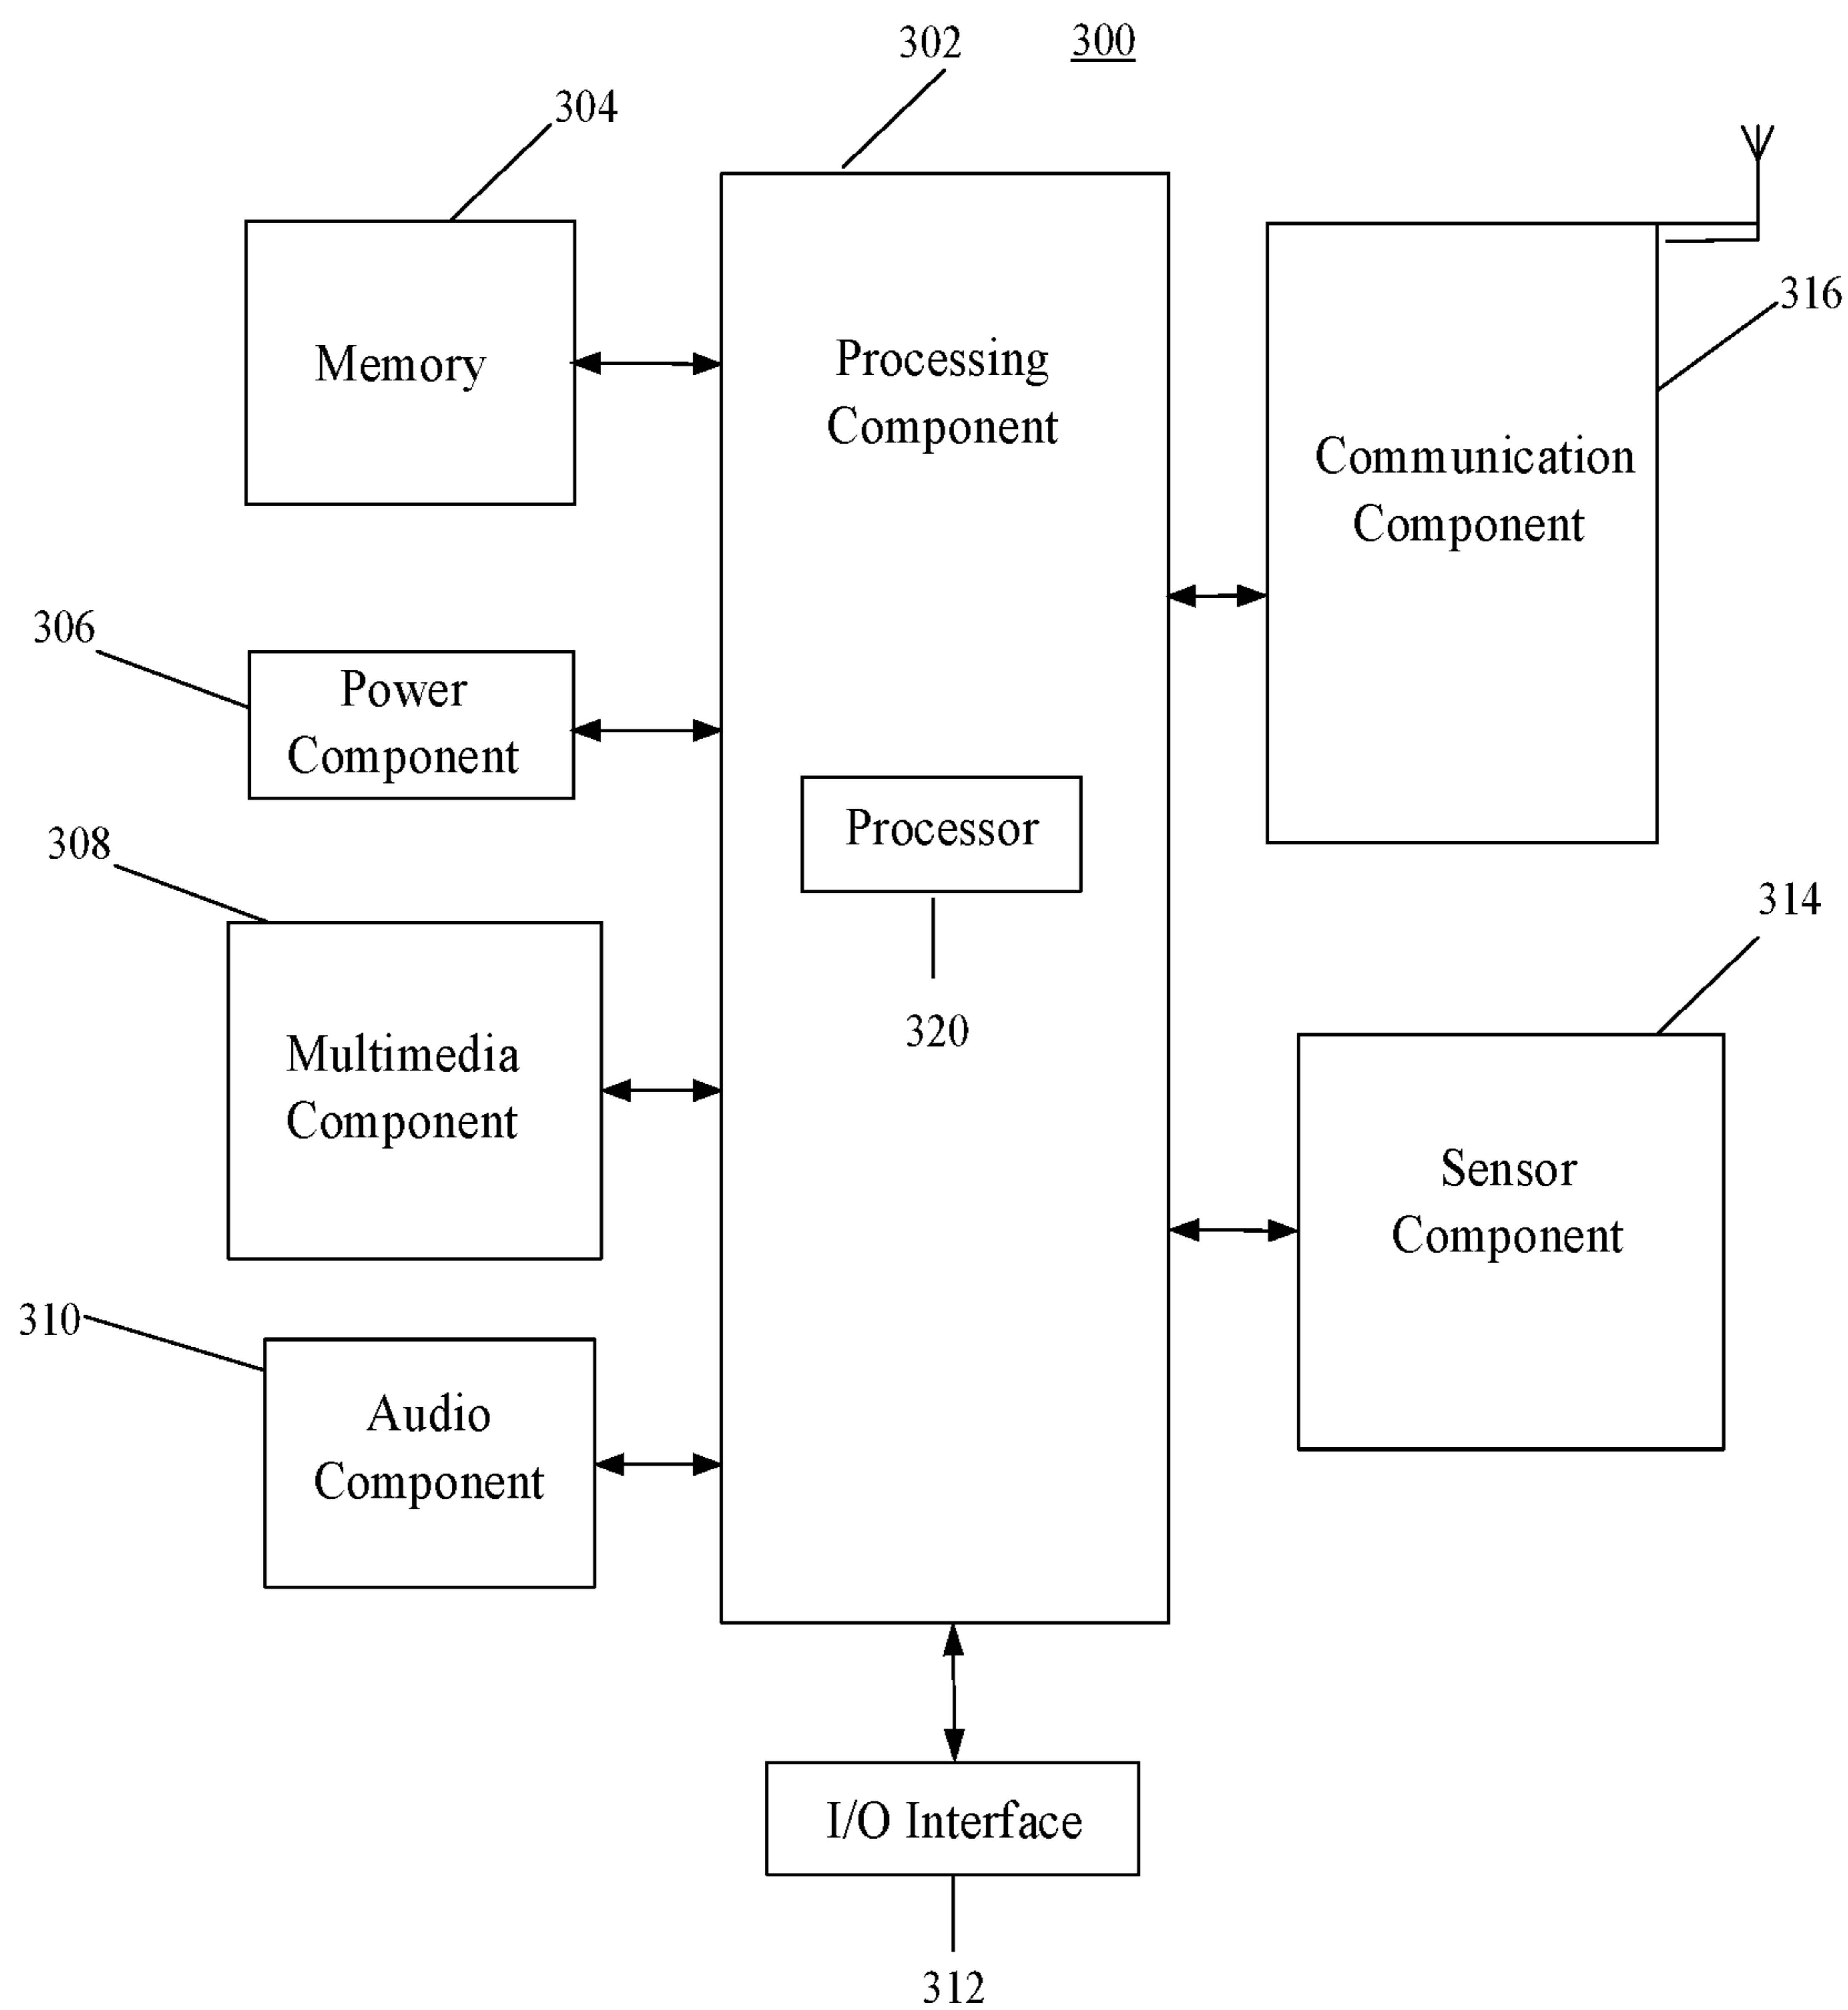 302
300
304
Memory
Processing
Component
316
Communication
Component
306
Power
Component
308
Processor
314
320
Multimedia
Component
Sensor
Component
310
Audio
Component
I/O Interface
312